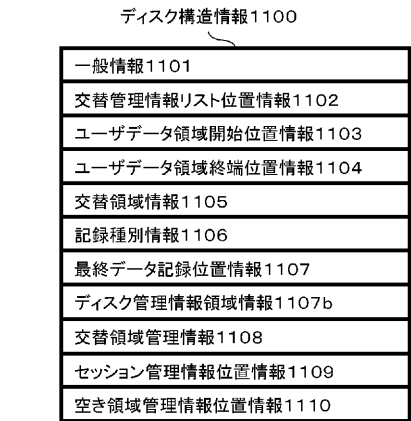 ディスク構造情報1100
一般情報1101
交替管理情報リスト位置情報1102
ユーザデータ領域開始位置情報1103
ユーザデータ領域終端位置情報1104
交替領域情報1105
記録種別情報1106
最終データ記録位置情報1107
ディスク管理情報領域情報1107b
交替領域管理情報1108
セッション管理情報位置情報1109
空き領域管理情報位置情報1110